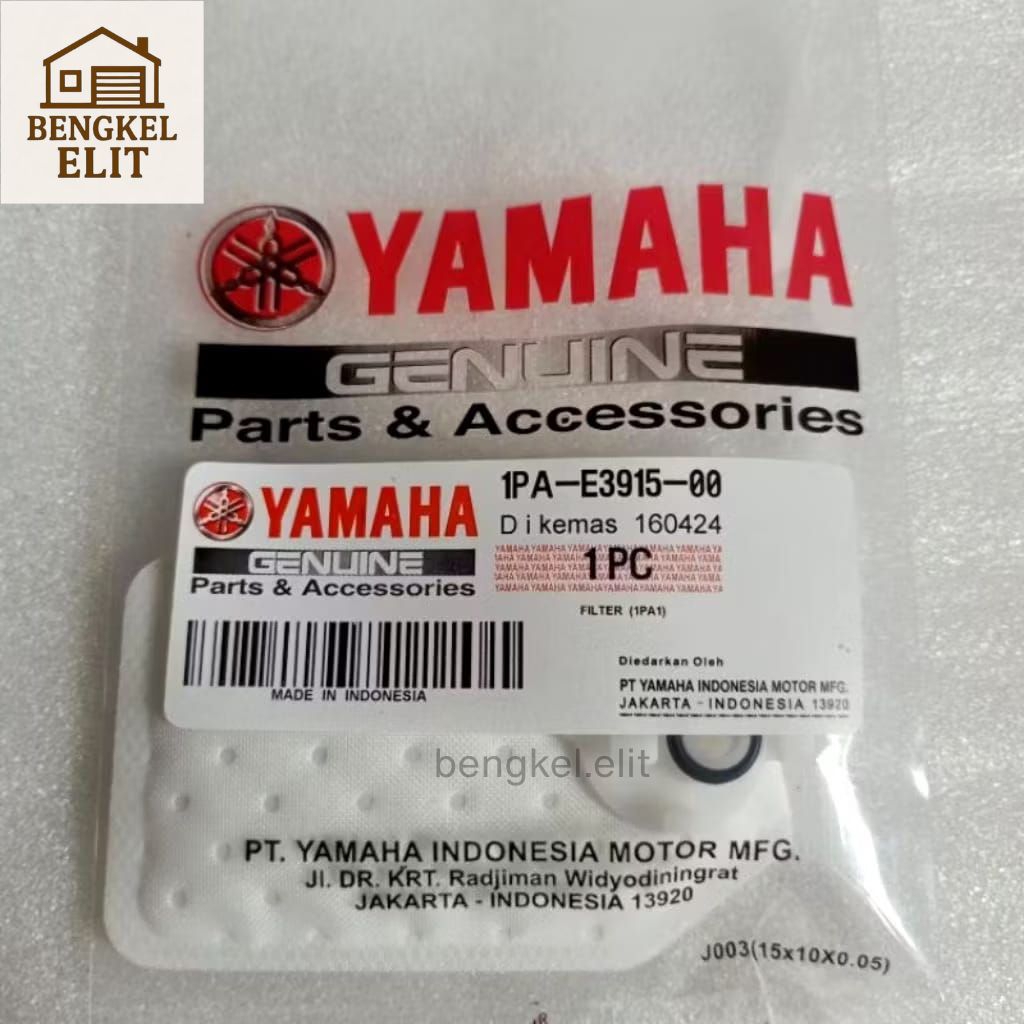 BENGKEL
ELIT
YAMAHA
GENUINE
Parts & Accessories
YAMAHA
GENUINE
Parts & Accessories
MADE IN INDONESIA
1PA-E3915-00
Dikemas 160424
1 PC
FILTER (1PA1)
Diedarkan Oleh
PT YAMAHA INDONESIA MOTOR MFG.
JAKARTA - INDONESIA 13920
bengkel.elit
PT. YAMAHA INDONESIA MOTOR MFG.
Jl. DR. KRT. Radjiman Widyodiningrat
JAKARTA - INDONESIA 13920
J003(15x10X0.05)